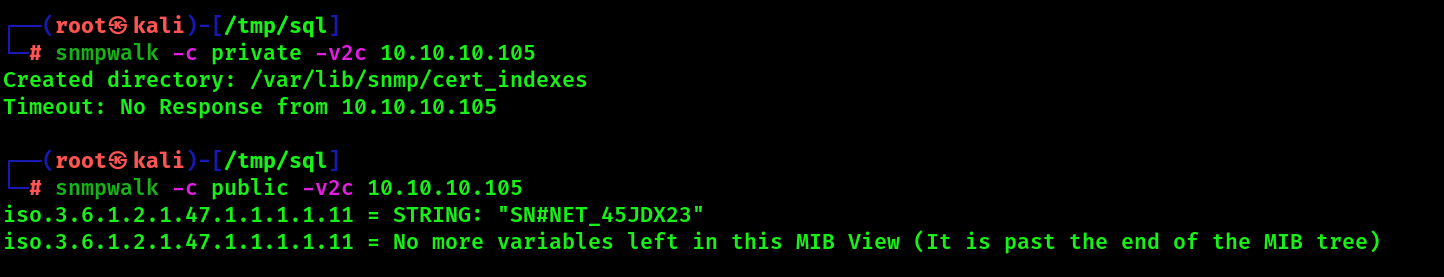 ┌──(root㉿kali)-[/tmp/sql]
└─# snmpwalk -c private -v2c 10.10.10.105
Created directory: /var/lib/snmp/cert_indexes
Timeout: No Response from 10.10.10.105
┌──(root㉿kali)-[/tmp/sql]
└─# snmpwalk -c public -v2c 10.10.10.105
iso.3.6.1.2.1.47.1.1.1.1.11 = STRING: "SN#NET_45JDX23"
iso.3.6.1.2.1.47.1.1.1.1.11 = No more variables left in this MIB View (It is past the end of the MIB tree)